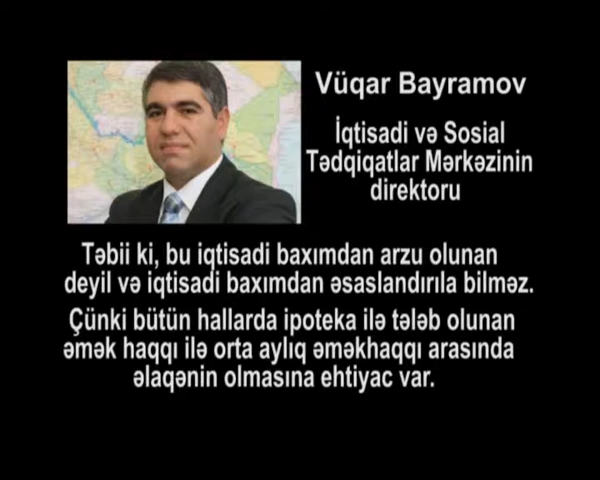 Vüqar Bayramov
İqtisadi və Sosial
Tədqiqatlar Mərkəzinin
direktoru
Təbii ki, bu iqtisadi baxımdan arzu olunan
deyil və iqtisadi baxımdan əsaslandırıla bilməz.
Çünki bütün hallarda ipoteka ilə tələb olunan
əmək haqqı ilə orta aylıq əməkhaqqı arasında
əlaqənin olmasına ehtiyac var.